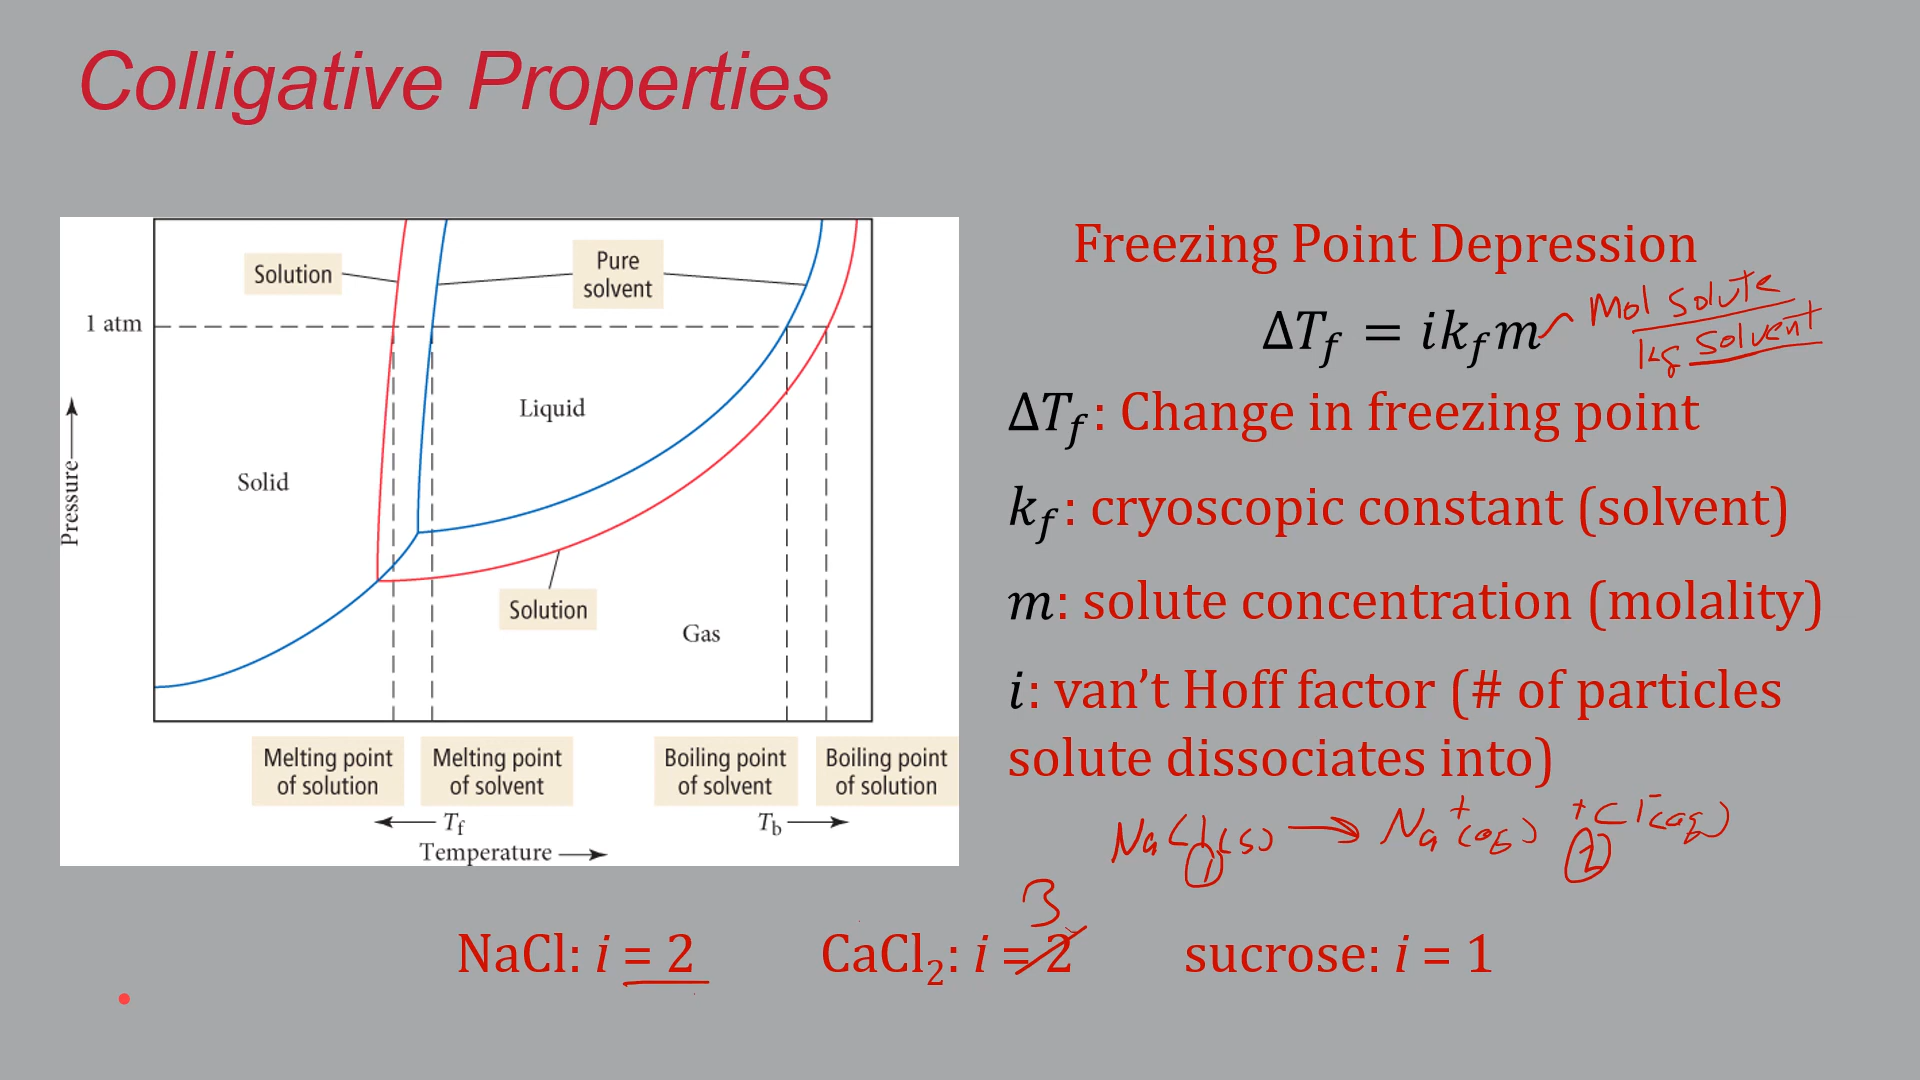 Colligative Properties
Solution
Pure
solvent
1 atm
Liquid
Solid
Solution
Gas
Pressure
Melting point
of solution
Melting point
of solvent
Boiling point
of solvent
Boiling point
of solution
Tf
Tb
Temperature
Freezing Point Depression
ΔTf = ikfm
Mol Solute
kg Solvent
ΔTf: Change in freezing point
kf: cryoscopic constant (solvent)
m: solute concentration (molality)
i: van’t Hoff factor (# of particles
solute dissociates into)
NaCl(s) → Na+(aq) + Cl-(aq)
1
2
3
NaCl: i = 2
CaCl2: i = 2
sucrose: i = 1